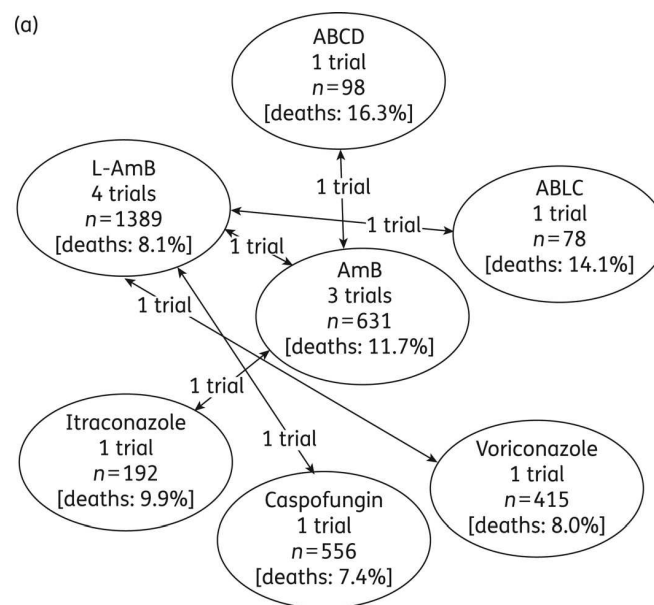 (a)
ABCD
1 trial
n=98
[deaths: 16.3%]
L-AmB
4 trials
n=1389
[deaths: 8.1%]
1 trial
ABLC
1 trial
n=78
[deaths: 14.1%]
1 trial
1 trial
AmB
3 trials
n=631
[deaths: 11.7%]
1 trial
1 trial
Itraconazole
1 trial
n=192
[deaths: 9.9%]
1 trial
Caspofungin
1 trial
n=556
[deaths: 7.4%]
Voriconazole
1 trial
n=415
[deaths: 8.0%]